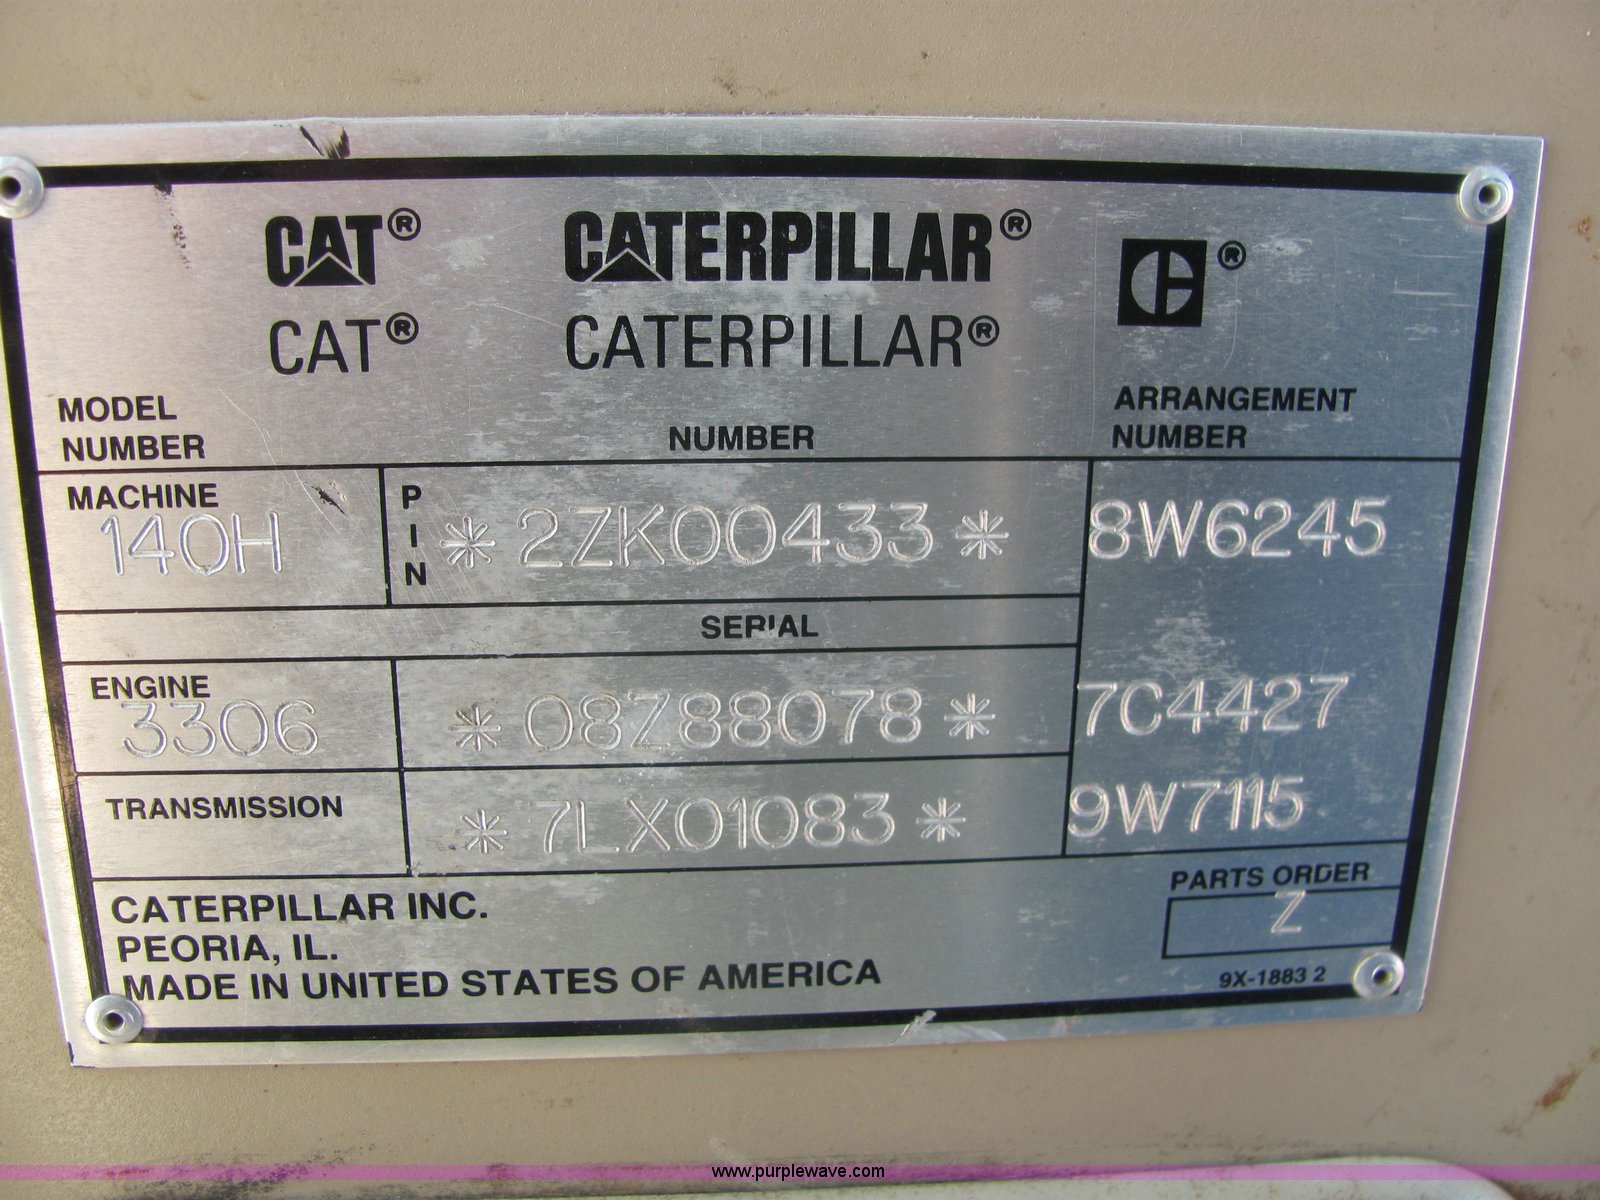 CAT® CATERPILLAR® ®
CAT® CATERPILLAR®
MODEL NUMBER
NUMBER
ARRANGEMENT NUMBER
MACHINE
140H
PIN
*2ZK00433*
8W6245
SERIAL
ENGINE
3306
*08Z88078*
7C4427
TRANSMISSION
*7LX01083*
9W7115
CATERPILLAR INC.
PEORIA, IL.
MADE IN UNITED STATES OF AMERICA
PARTS ORDER
Z
9X-1883 2
www.purplewave.com